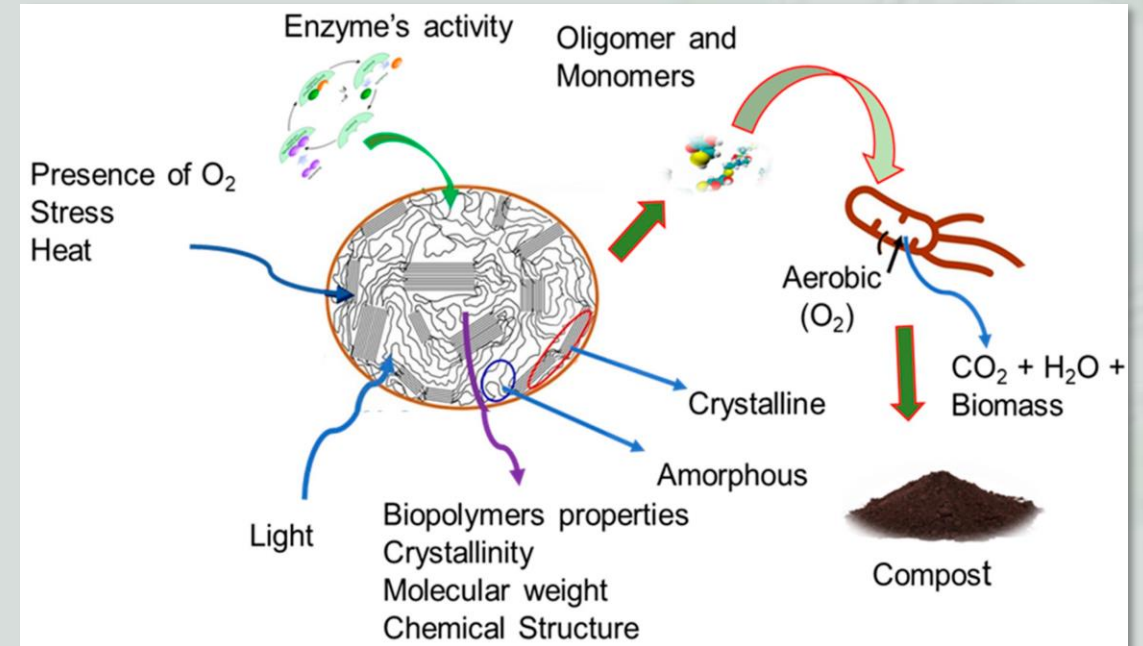 Enzyme's activity
Oligomer and
Monomers
Presence of O₂
Stress
Heat
Aerobic
(O₂)
CO₂ + H₂O +
Biomass
Crystalline
Amorphous
Light
Biopolymers properties
Crystallinity
Molecular weight
Chemical Structure
Compost